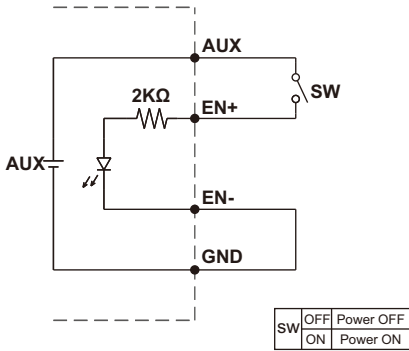 AUX
2KΩ
SW
EN+
AUX
EN-
GND
SW OFF Power OFF
ON Power ON